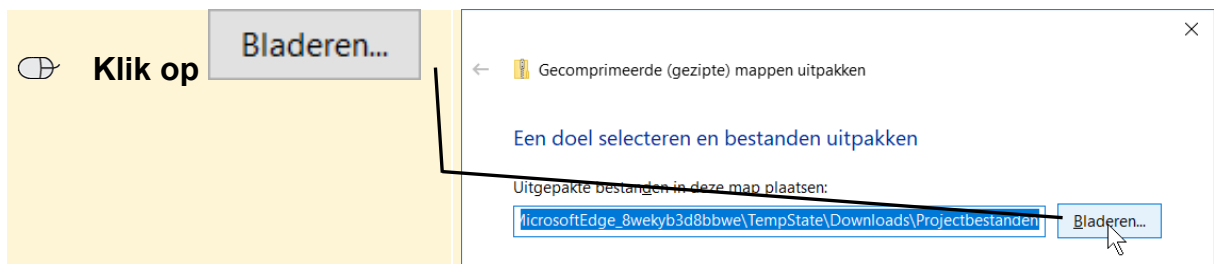 Klik op Bladeren...
Gecomprimeerde (gezipte) mappen uitpakken
Een doel selecteren en bestanden uitpakken
Uitgepakte bestanden in deze map plaatsen:
MicrosoftEdge_8wekyb3d8bbwe\TempState\Downloads\Projectbestanden Bladeren...